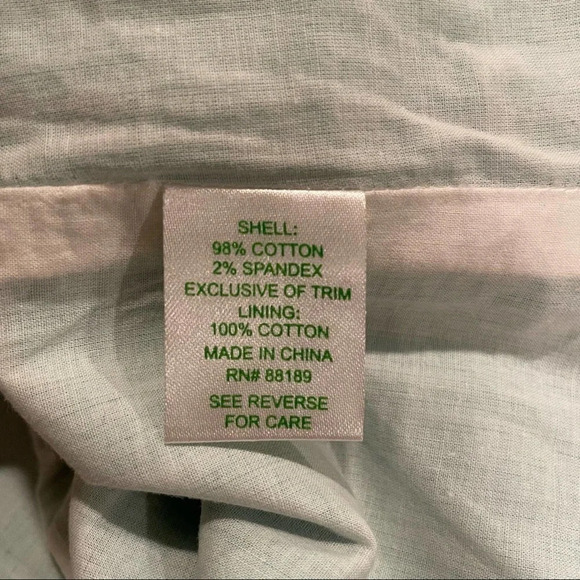 SHELL:
98% COTTON
2% SPANDEX
EXCLUSIVE OF TRIM
LINING:
100% COTTON
MADE IN CHINA
RN# 88189
SEE REVERSE
FOR CARE